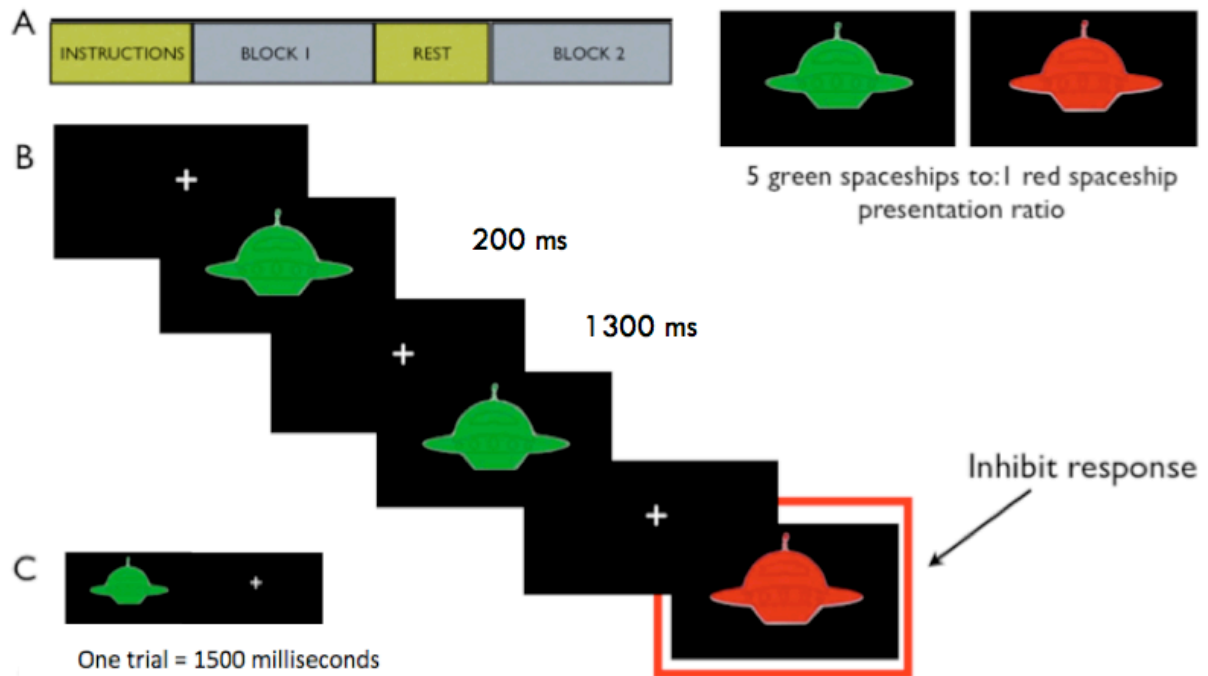 A
INSTRUCTIONS
BLOCK 1
REST
BLOCK 2
5 green spaceships to:1 red spaceship
presentation ratio
B
200 ms
1300 ms
Inhibit response
C
One trial = 1500 milliseconds